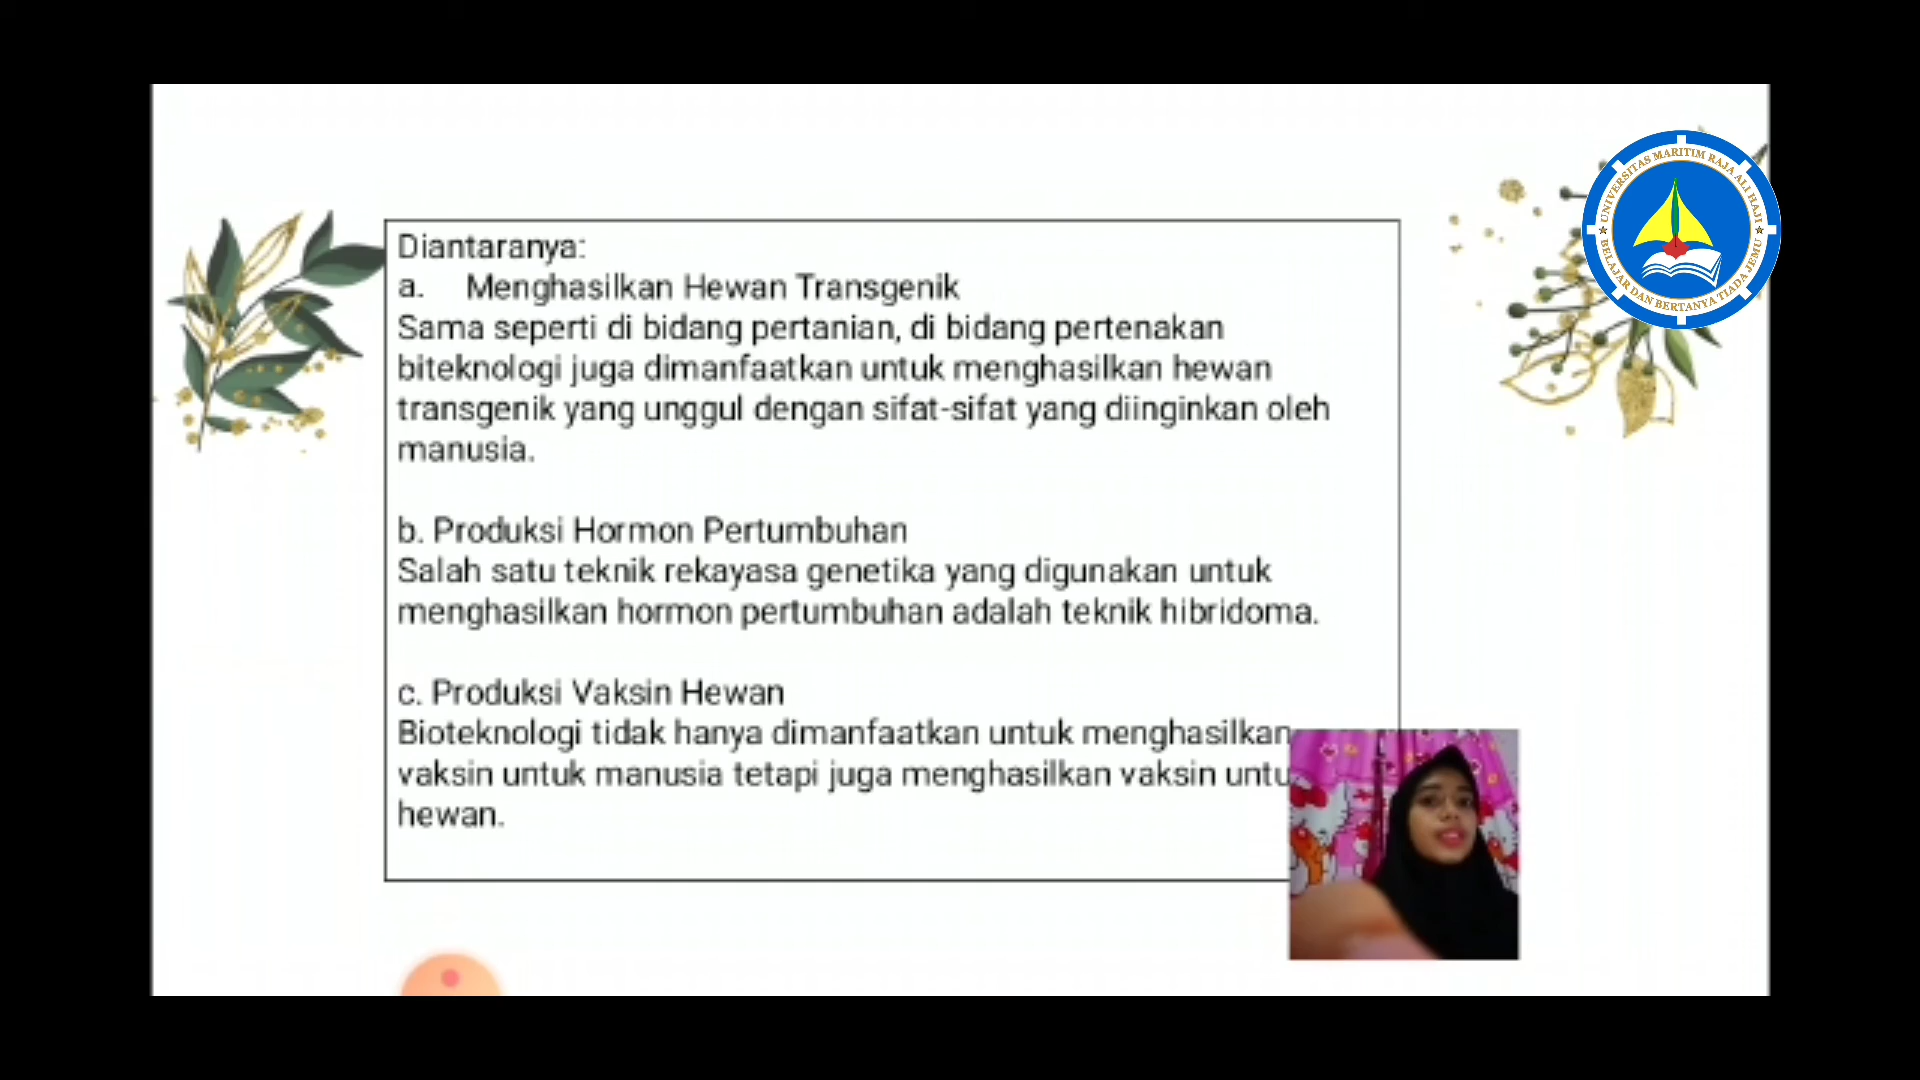 Diantaranya:
a. Menghasilkan Hewan Transgenik
Sama seperti di bidang pertanian, di bidang pertenakan
biteknologi juga dimanfaatkan untuk menghasilkan hewan
transgenik yang unggul dengan sifat-sifat yang diinginkan oleh
manusia.
b. Produksi Hormon Pertumbuhan
Salah satu teknik rekayasa genetika yang digunakan untuk
menghasilkan hormon pertumbuhan adalah teknik hibridoma.
c. Produksi Vaksin Hewan
Bioteknologi tidak hanya dimanfaatkan untuk menghasilkan
vaksin untuk manusia tetapi juga menghasilkan vaksin untu
hewan.
UNIVERSITAS MARITIM RAJA ALI HAJI
BELAJAR DAN BERTANYA TIADA JEMU